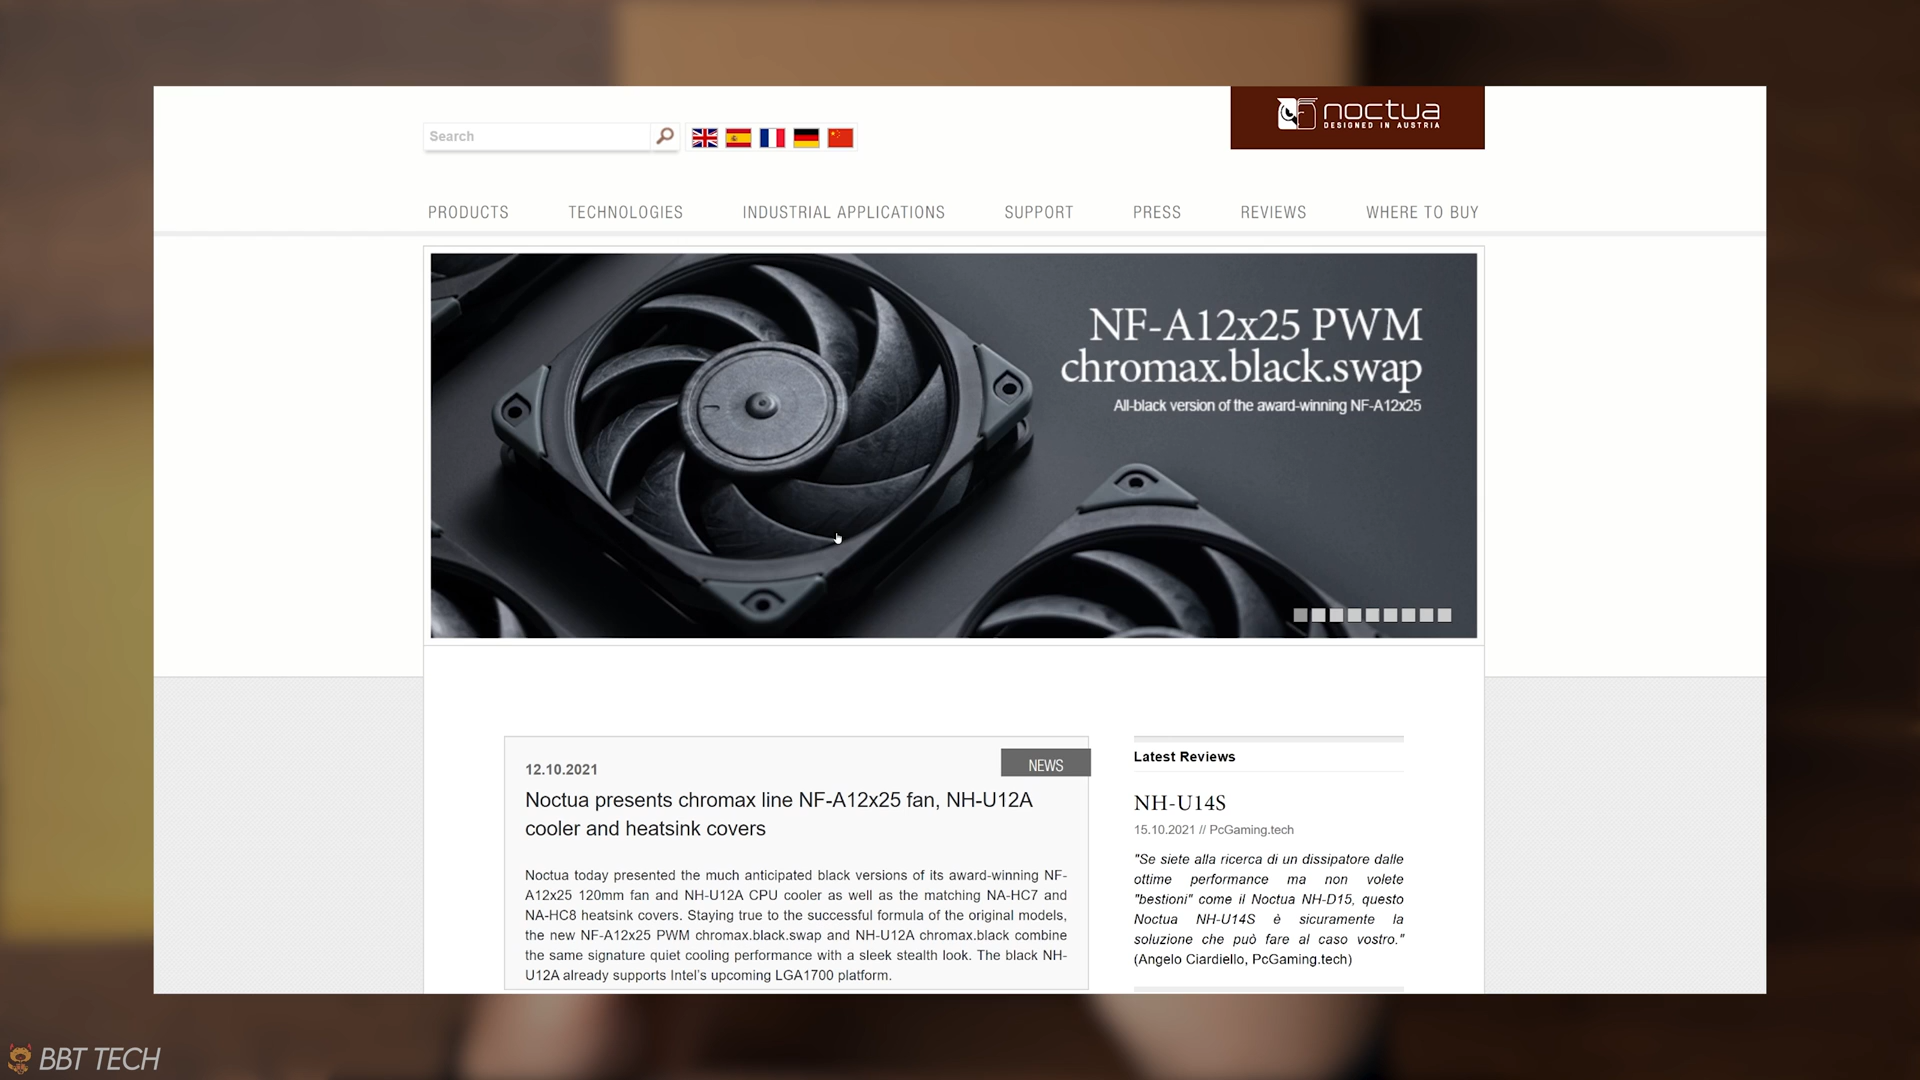 Search
noctua
DESIGNED IN AUSTRIA
PRODUCTS TECHNOLOGIES INDUSTRIAL APPLICATIONS SUPPORT PRESS REVIEWS WHERE TO BUY
NF-A12x25 PWM
chromax.black.swap
All-black version of the award-winning NF-A12x25
12.10.2021
NEWS
Noctua presents chromax line NF-A12x25 fan, NH-U12A
cooler and heatsink covers
Noctua today presented the much anticipated black versions of its award-winning NF-
A12x25 120mm fan and NH-U12A CPU cooler as well as the matching NA-HC7 and
NA-HC8 heatsink covers. Staying true to the successful formula of the original models,
the new NF-A12x25 PWM chromax.black.swap and NH-U12A chromax.black combine
the same signature quiet cooling performance with a sleek stealth look. The black NH-
U12A already supports Intel's upcoming LGA1700 platform.
Latest Reviews
NH-U14S
15.10.2021 // PcGaming.tech
"Se siete alla ricerca di un dissipatore dalle
ottime performance ma non volete
"bestioni" come il Noctua NH-D15, questo
Noctua NH-U14S è sicuramente la
soluzione che può fare al caso vostro."
(Angelo Ciardiello, PcGaming.tech)
BBT TECH